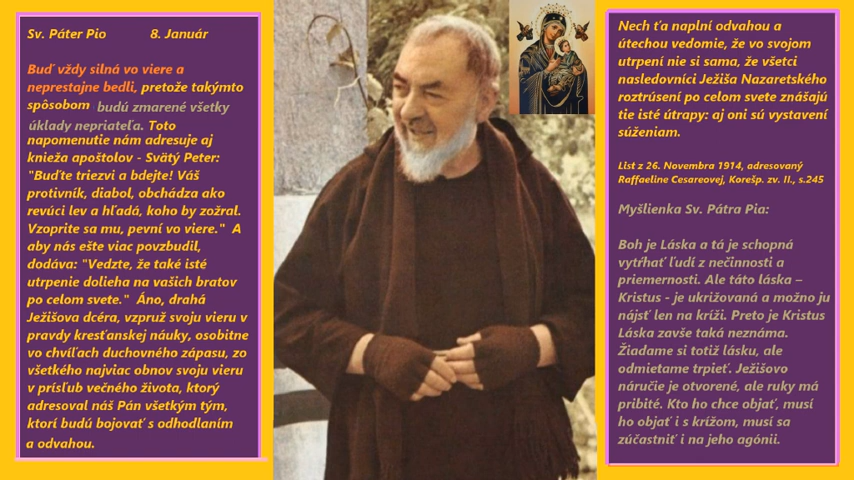 Sv. Páter Pio 8. Január
Buď vždy silná vo viere a
neprestajne bedli, pretože takýmto
spôsobom budú zmarené všetky
úklady nepriateľa. Toto
napomenutie nám adresuje aj
knieža apoštolov - Svätý Peter:
"Buďte triezvi a bdejte! Váš
protivník, diabol, obchádza ako
revúci lev a hľadá, koho by zožral.
Vzoprite sa mu, pevní vo viere." A
aby nás ešte viac povzbudil,
dodáva: "Vedzte, že také isté
utrpenie dolieha na vašich bratov
po celom svete." Áno, drahá
Ježišova dcéra, vzpruž svoju vieru v
pravdy kresťanskej náuky, osobitne
vo chvíľach duchovného zápasu, zo
všetkého najviac obnov svoju vieru
v prísľub večného života, ktorý
adresoval náš Pán všetkým tým,
ktorí budú bojovať s odhodlaním
a odvahou.
Nech ťa naplní odvahou a
útechou vedomie, že vo svojom
utrpení nie si sama, že všetci
nasledovníci Ježiša Nazaretského
roztrúsení po celom svete znášajú
tie isté útrapy: aj oni sú vystavení
súženiam.
List z 26. Novembra 1914, adresovaný
Raffaeline Cesareovej, Korešp. zv. II., s.245
Myšlienka Sv. Pátra Pia:
Boh je Láska a tá je schopná
vytŕhať ľudí z nečinnosti a
priemernosti. Ale táto láska –
Kristus - je ukrižovaná a možno ju
nájsť len na kríži. Preto je Kristus
Láska zavše taká neznáma.
Žiadame si totiž lásku, ale
odmietame trpieť. Ježišovo
náručie je otvorené, ale ruky má
pribité. Kto ho chce objať, musí
ho objať i s krížom, musí sa
zúčastniť i na jeho agónii.